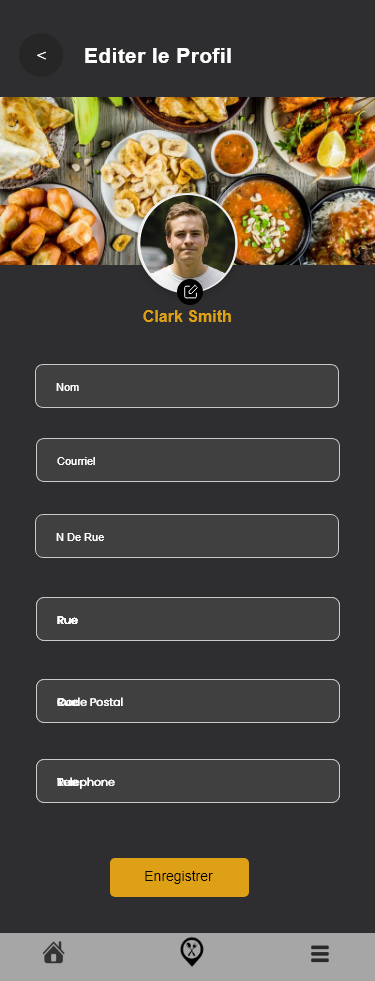 <
Editer le Profil
Clark Smith
Nom
Courriel
N De Rue
Rue
Code Postal
Telephone
Enregistrer